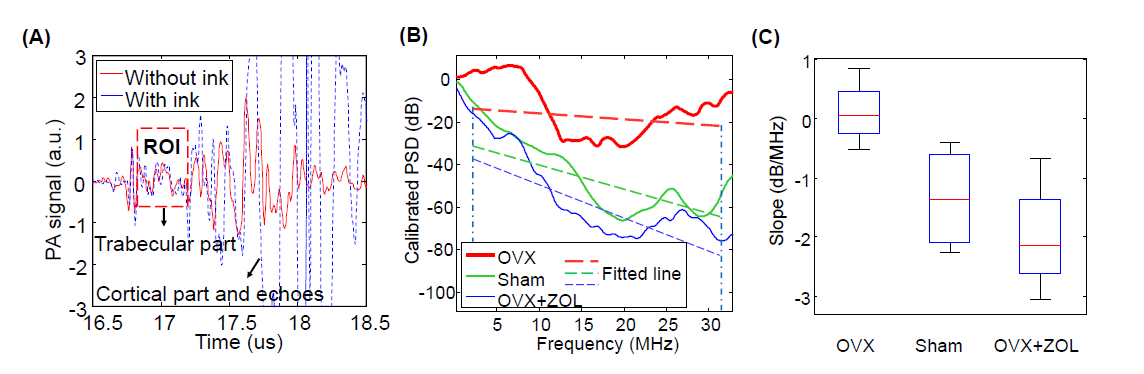 (A)
3
2
1
0
-1
-2
-3
PA signal (a.u.)
Without ink
With ink
ROI
Trabecular part
Cortical part and echoes
16.5 17 17.5 18 18.5
Time (us)
(B)
0
-20
-40
-60
-80
-100
Calibrated PSD (dB)
OVX
Sham
OVX+ZOL
Fitted line
5 10 15 20 25 30
Frequency (MHz)
(C)
1
0
-1
-2
-3
Slope (dB/MHz)
OVX Sham OVX+ZOL